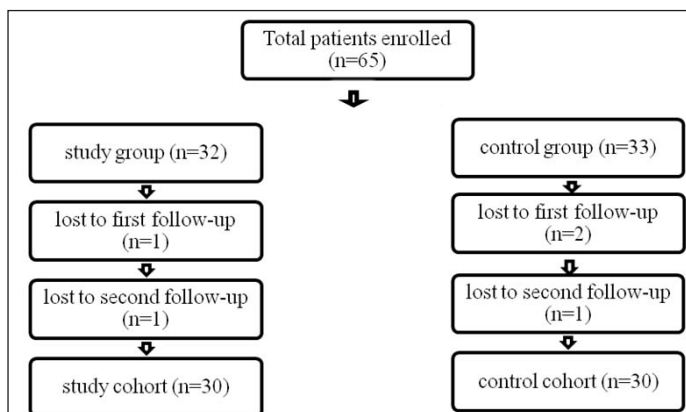 Total patients enrolled
(n=65)
study group (n=32)
lost to first follow-up
(n=1)
lost to second follow-up
(n=1)
study cohort (n=30)
control group (n=33)
lost to first follow-up
(n=2)
lost to second follow-up
(n=1)
control cohort (n=30)